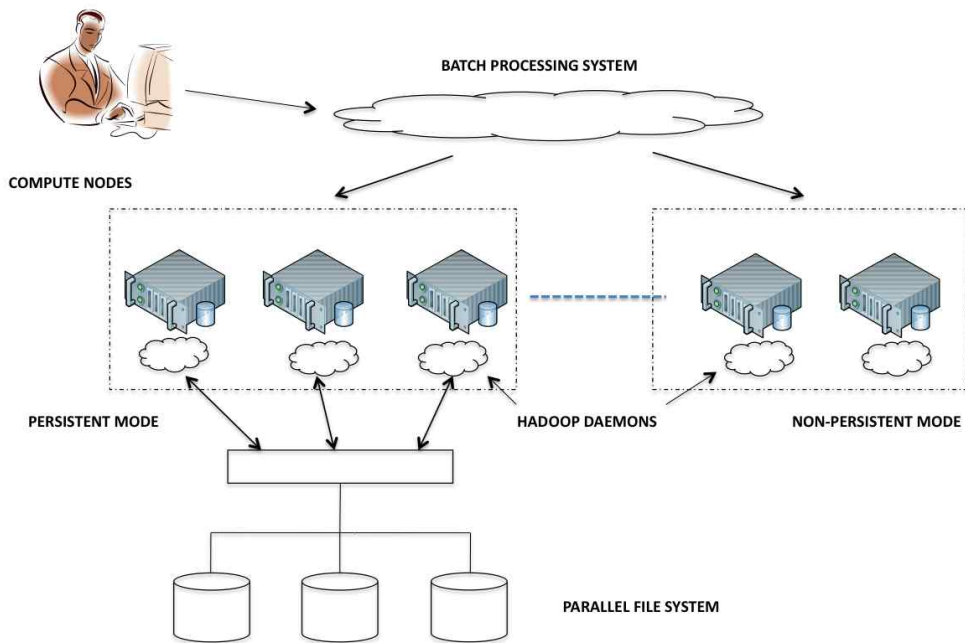 BATCH PROCESSING SYSTEM
COMPUTE NODES
PERSISTENT MODE
HADOOP DAEMONS
NON-PERSISTENT MODE
PARALLEL FILE SYSTEM